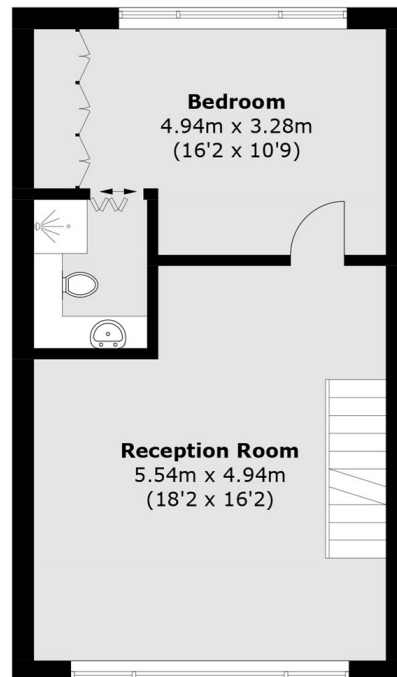 Bedroom
4.94m x 3.28m
(16'2 x 10'9)
Reception Room
5.54m x 4.94m
(18'2 x 16'2)